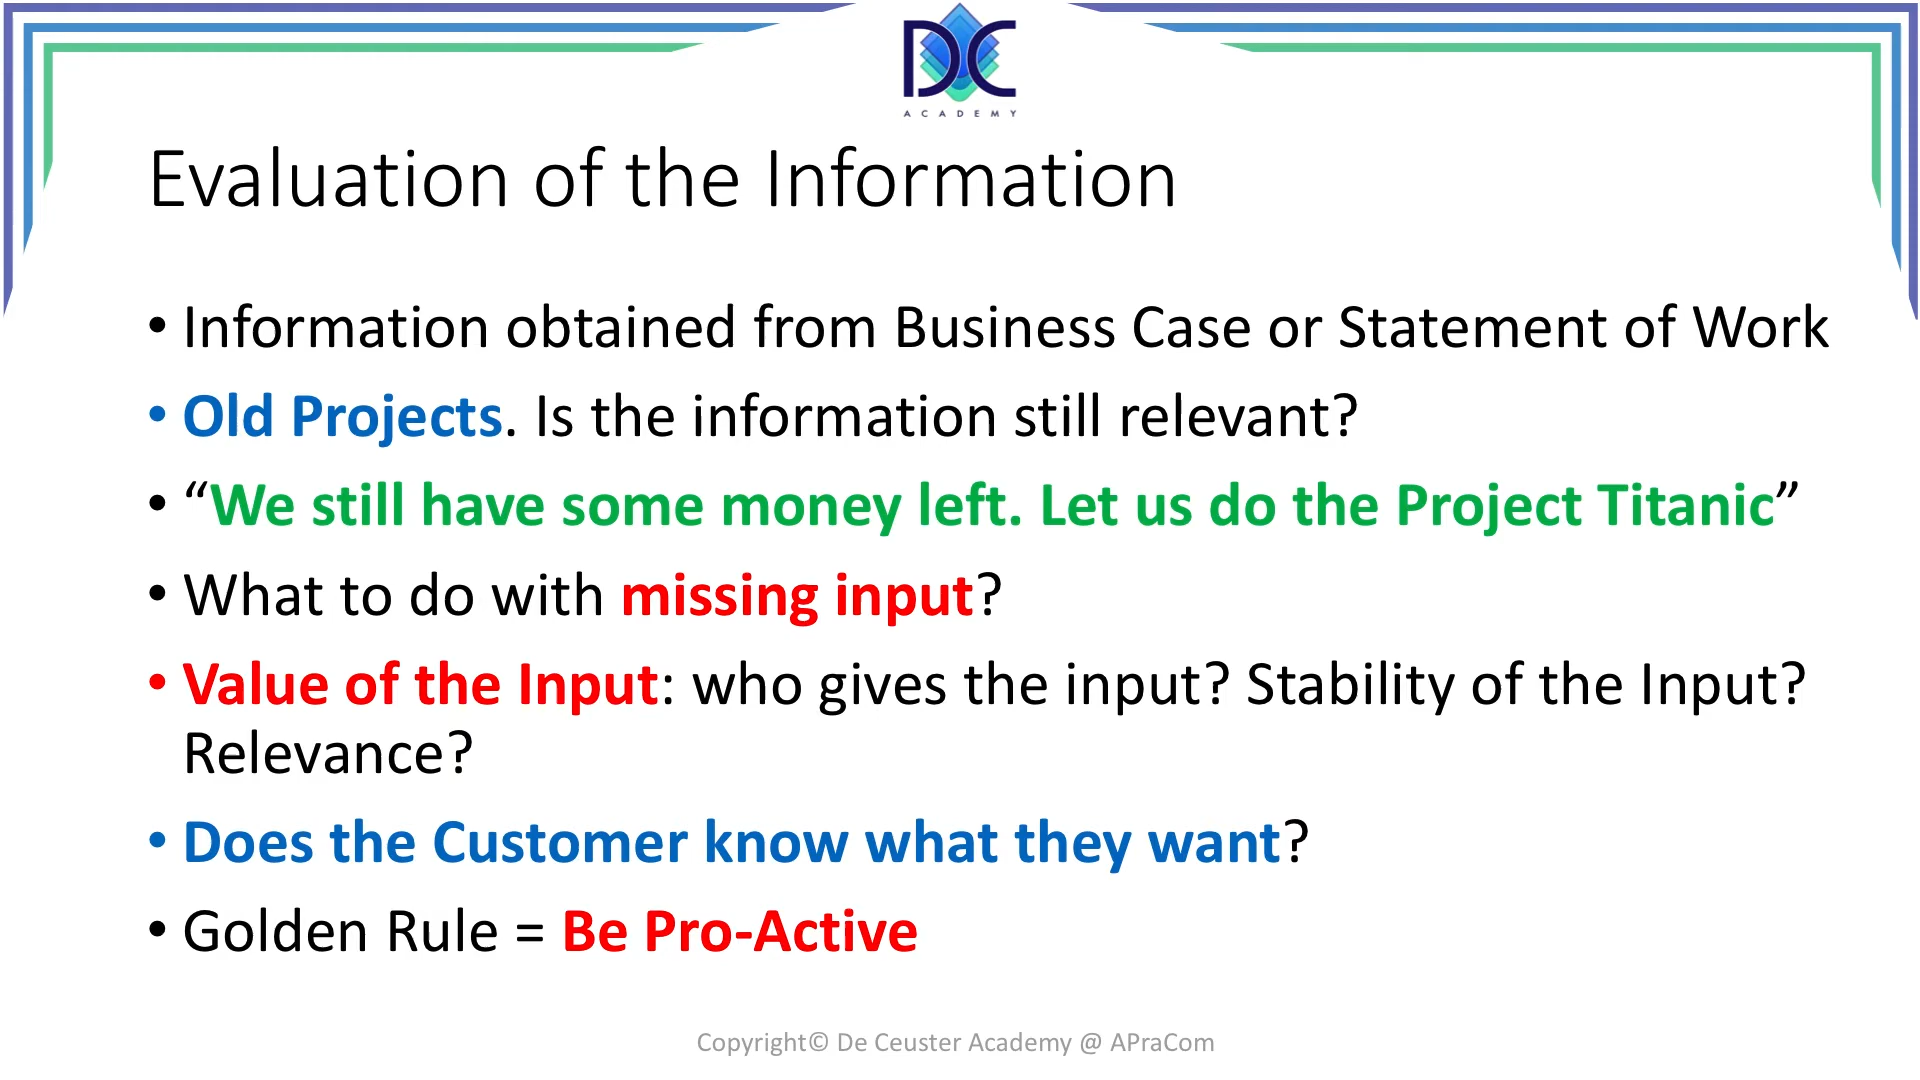 DC
ACADEMY
Evaluation of the Information
• Information obtained from Business Case or Statement of Work
• Old Projects. Is the information still relevant?
• “We still have some money left. Let us do the Project Titanic”
• What to do with missing input?
• Value of the Input: who gives the input? Stability of the Input?
Relevance?
• Does the Customer know what they want?
• Golden Rule = Be Pro-Active
Copyright© De Ceuster Academy @ APraCom